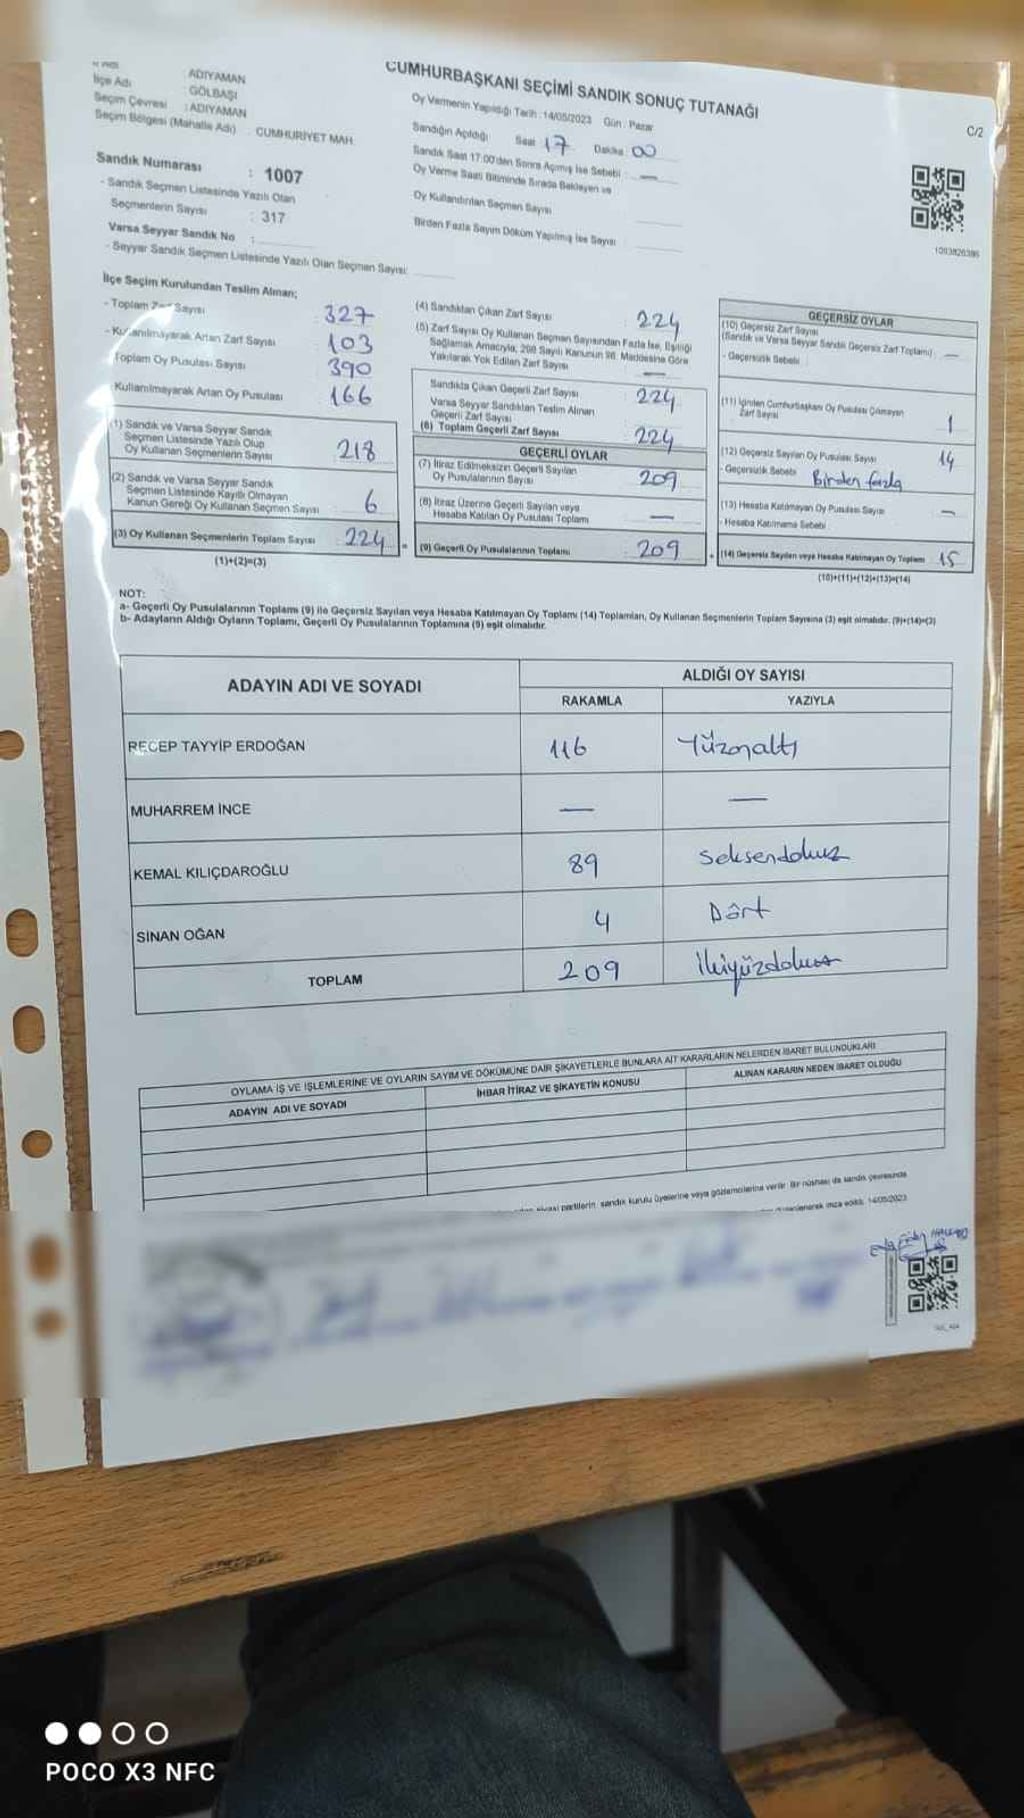 ADIYAMAN
CUMHURBAŞKANI SEÇİMİ SANDIK SONUÇ TUTANAĞI
İlçe Adı : GÖLBAŞI
Oy Vermenin Yapıldığı Tarih : 14/05/2023 Gün : Pazar
C/2
Seçim Çevresi : ADIYAMAN
Sandığın Açıldığı Saat 17 Dakika : 00
Seçim Bölgesi (Mahalle Adı) : CUMHURİYET MAH.
Sandık Saat 17.00'den Sonra Açılmış İse Sebebi : —
Oy Verme Saati Bitiminde Sırada Bekleyen ve
Oy Kullandırılan Seçmen Sayısı
Birden Fazla Sayım Döküm Yapılmış İse Sayısı
Sandık Numarası : 1007
- Sandık Seçmen Listesinde Yazılı Olan
Seçmenlerin Sayısı : 317
Varsa Seyyar Sandık No :
- Seyyar Sandık Seçmen Listesinde Yazılı Olan Seçmen Sayısı:
İlçe Seçim Kurulundan Teslim Alınan;
- Toplam Zarf Sayısı 327
- Kullanılmayarak Artan Zarf Sayısı 103
Toplam Oy Pusulası Sayısı 390
Kullanılmayarak Artan Oy Pusulası 166
(1) Sandık ve Varsa Seyyar Sandık
Seçmen Listesinde Yazılı Olup
Oy Kullanan Seçmenlerin Sayısı 218
(2) Sandık ve Varsa Seyyar Sandık
Seçmen Listesinde Kayıtlı Olmayan
Kanun Gereği Oy Kullanan Seçmen Sayısı 6
(3) Oy Kullanan Seçmenlerin Toplam Sayısı 224
(1)+(2)=(3)
(4) Sandıktan Çıkan Zarf Sayısı 224
(5) Zarf Sayısı Oy Kullanan Seçmen Sayısından Fazla İse, Eşitliği
Sağlamak Amacıyla, 298 Sayılı Kanunun 98. Maddesine Göre
Yakılarak Yok Edilen Zarf Sayısı —
Sandıkta Çıkan Geçerli Zarf Sayısı 224
Varsa Seyyar Sandıktan Teslim Alınan
Geçerli Zarf Sayısı
(6) Toplam Geçerli Zarf Sayısı 224
GEÇERLİ OYLAR
(7) İtiraz Edilmeksizin Geçerli Sayılan
Oy Pusulalarının Sayısı 209
(8) İtiraz Üzerine Geçerli Sayılan veya
Hesaba Katılan Oy Pusulası Toplamı —
(9) Geçerli Oy Pusulalarının Toplamı 209
GEÇERSİZ OYLAR
(10) Geçersiz Zarf Sayısı
(Sandık ve Varsa Seyyar Sandık Geçersiz Zarf Toplamı) —
- Geçersizlik Sebebi :
(11) İçinden Cumhurbaşkanı Oy Pusulası Çıkmayan
Zarf Sayısı 1
(12) Geçersiz Sayılan Oy Pusulası Sayısı 14
- Geçersizlik Sebebi : Birden fazla
(13) Hesaba Katılmayan Oy Pusulası Sayısı —
- Hesaba Katılmama Sebebi
(14) Geçersiz Sayılan veya Hesaba Katılmayan Oy Toplamı 15
(10)+(11)+(12)+(13)=(14)
NOT:
a- Geçerli Oy Pusulalarının Toplamı (9) ile Geçersiz Sayılan veya Hesaba Katılmayan Oy Toplamı (14) Toplamları, Oy Kullanan Seçmenlerin Toplam Sayısına (3) eşit olmalıdır. (9)+(14)=(3)
b- Adayların Aldığı Oyların Toplamı, Geçerli Oy Pusulalarının Toplamına (9) eşit olmalıdır.
ADAYIN ADI VE SOYADI
ALDIĞI OY SAYISI
RAKAMLA YAZIYLA
RECEP TAYYİP ERDOĞAN 116 Yüzonaltı
MUHARREM İNCE — —
KEMAL KILIÇDAROĞLU 89 Seksendokuz
SİNAN OĞAN 4 Dört
TOPLAM 209 İkiyüzdokuz
OYLAMA İŞ VE İŞLEMLERİNE VE OYLARIN SAYIM VE DÖKÜMÜNE DAİR ŞİKAYETLERLE BUNLARA AİT KARARLARIN NELERDEN İBARET BULUNDUKLARI
ADAYIN ADI VE SOYADI İHBAR İTİRAZ VE ŞİKAYETİN KONUSU ALINAN KARARIN NEDEN İBARET OLDUĞU
siyasi partilerin, sandık kurulu üyelerine veya gözlemcilerine verilir. Bir nüshası da sandık çevresinde
düzenlenerek imza edildi. 14/05/2023
POCO X3 NFC